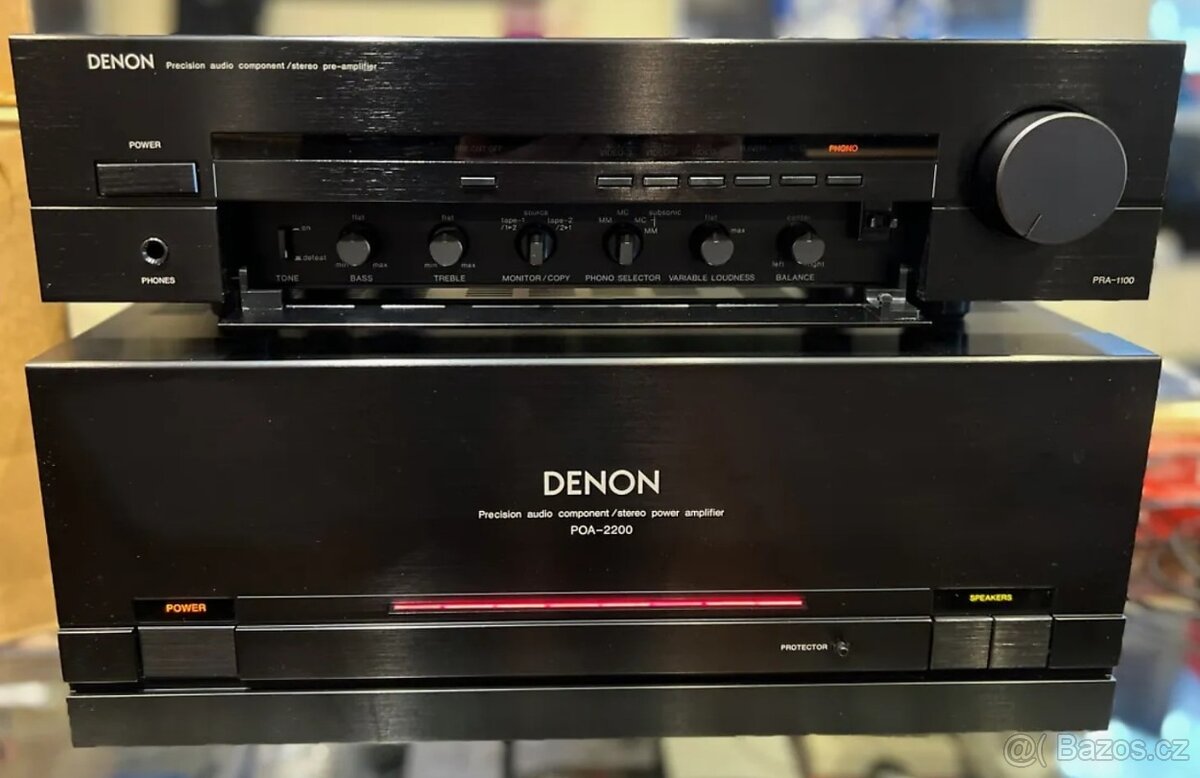 DENON Precision audio component/stereo pre-amplifier
POWER
PHONO
flat flat source MC subsonic flat center
on tape-1 tape-2 MM MC max
/1▸2 /2▸1 MM
defeat min max min max left right
PHONES TONE BASS TREBLE MONITOR/COPY PHONO SELECTOR VARIABLE LOUDNESS BALANCE PRA-1100
DENON
Precision audio component/stereo power amplifier
POA-2200
POWER SPEAKERS
PROTECTOR
@( Bazos.cz